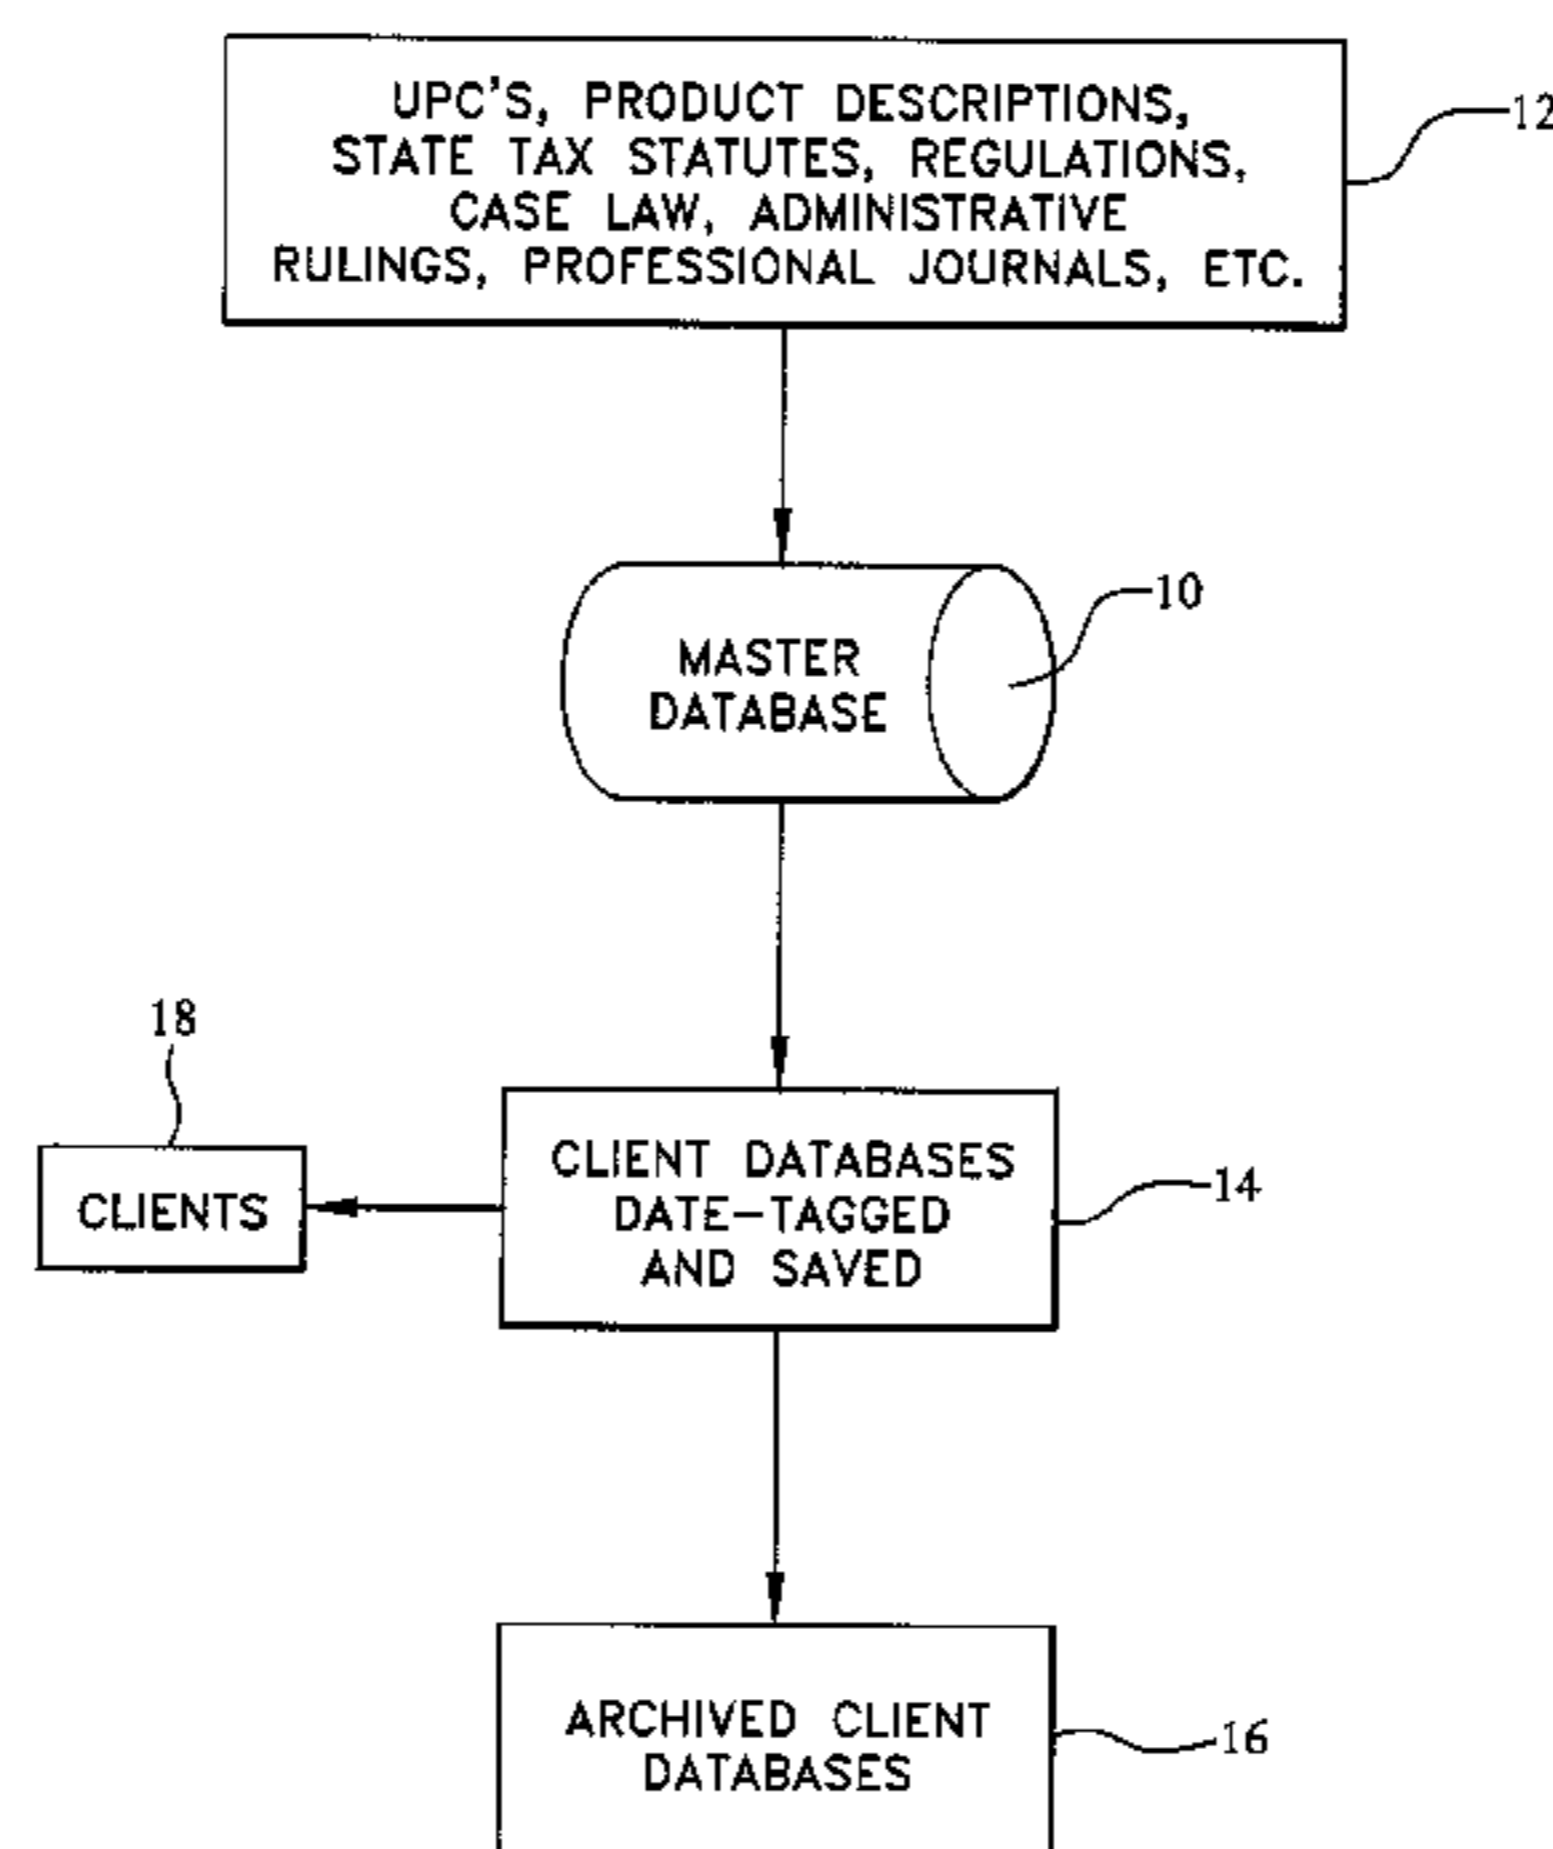 UPC'S, PRODUCT DESCRIPTIONS,
STATE TAX STATUTES, REGULATIONS,
CASE LAW, ADMINISTRATIVE
RULINGS, PROFESSIONAL JOURNALS, ETC.
12
10
MASTER
DATABASE
18
CLIENTS
CLIENT DATABASES
DATE-TAGGED
AND SAVED
14
ARCHIVED CLIENT
DATABASES
16